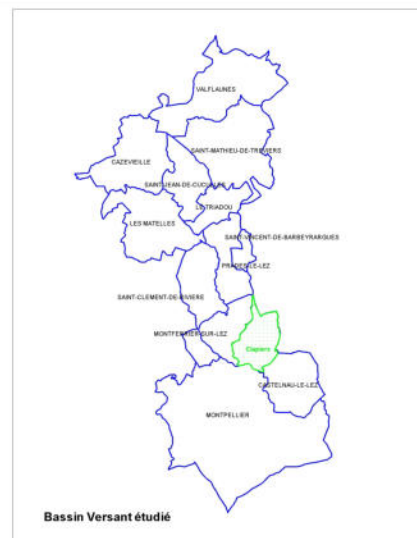 VALFLAUNES
SAINT-MATHIEU-DE-TREVIERS
CAZEVIEILLE
SAINT-JEAN-DE-CUCULLES
LE TRIADOU
LES MATELLES
SAINT-VINCENT-DE-BARBEYRARGUES
PRADES-LE-LEZ
SAINT-CLEMENT-DE-RIVIERE
MONTFERRIER-SUR-LEZ
Clapiers
CASTELNAU-LE-LEZ
MONTPELLIER
Bassin Versant étudié